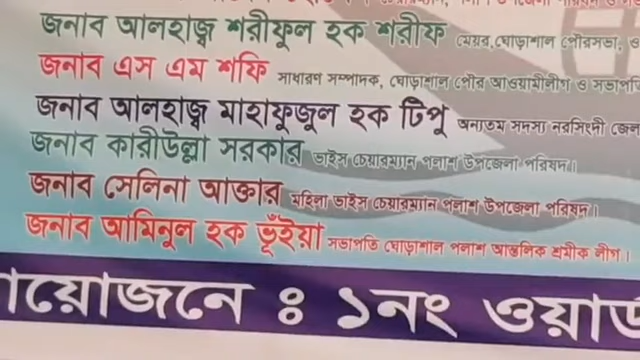 জনাব আলহাজ্ব শরীফুল হক শরীফ মেয়র, ঘোড়াশাল পৌরসভা, ও
জনাব এস এম শফি সাধারণ সম্পাদক, ঘোড়াশাল পৌর আওয়ামীলীগ ও সভাপতি
জনাব আলহাজ্ব মাহাফুজুল হক টিপু অন্যতম সদস্য নরসিংদী জেল
জনাব কারীউল্লা সরকার ভাইস চেয়ারম্যান পলাশ উপজেলা পরিষদ।
জনাব সেলিনা আক্তার মহিলা ভাইস চেয়ারম্যান পলাশ উপজেলা পরিষদ।
জনাব আমিনুল হক ভূঁইয়া সভাপতি ঘোড়াশাল পলাশ আঞ্চলিক শ্রমীক লীগ।
য়োজনে ঃ ১নং ওয়ার্ড